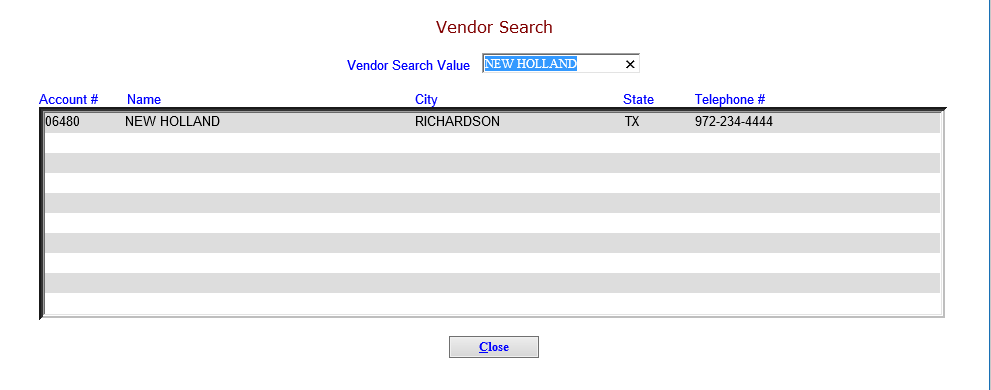 Vendor Search
Vendor Search Value NEW HOLLAND ×
Account # Name City State Telephone #
06480 NEW HOLLAND RICHARDSON TX 972-234-4444
Close